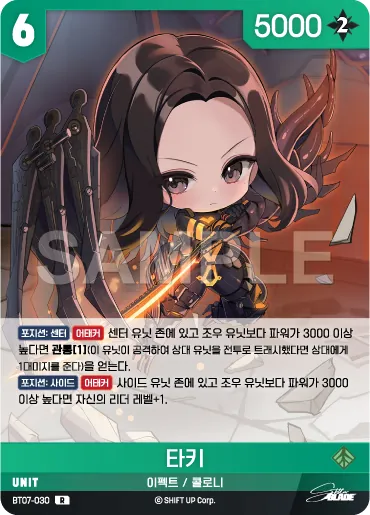 6
5000 2
SAMPLE
포지션: 센터 어태커 센터 유닛 존에 있고 조우 유닛보다 파워가 3000 이상
높다면 관통[1](이 유닛이 공격하여 상대 유닛을 전투로 트래시했다면 상대에게
1대미지를 준다)을 얻는다.
포지션: 사이드 어태커 사이드 유닛 존에 있고 조우 유닛보다 파워가 3000
이상 높다면 자신의 리더 레벨+1.
타키
UNIT 이펙트 / 콜로니
BT07-030 R ⓒ SHIFT UP Corp. Stellar BLADE